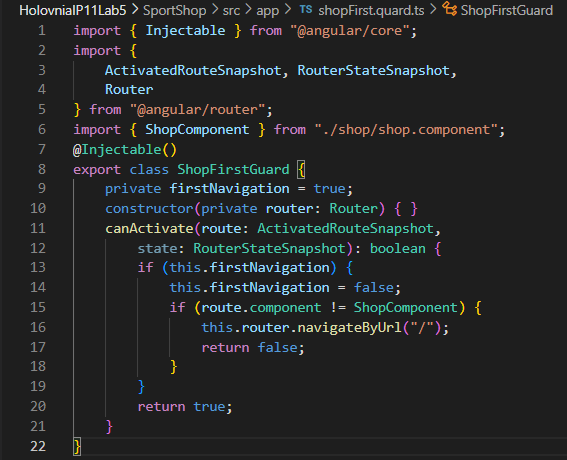 HolovniaIP11Lab5 > SportShop > src > app > TS shopFirst.quard.ts > ShopFirstGuard
1 import { Injectable } from "@angular/core";
2 import {
3     ActivatedRouteSnapshot, RouterStateSnapshot,
4     Router
5 } from "@angular/router";
6 import { ShopComponent } from "./shop/shop.component";
7 @Injectable()
8 export class ShopFirstGuard {
9     private firstNavigation = true;
10     constructor(private router: Router) { }
11     canActivate(route: ActivatedRouteSnapshot,
12         state: RouterStateSnapshot): boolean {
13         if (this.firstNavigation) {
14             this.firstNavigation = false;
15             if (route.component != ShopComponent) {
16                 this.router.navigateByUrl("/");
17                 return false;
18             }
19         }
20         return true;
21     }
22 }